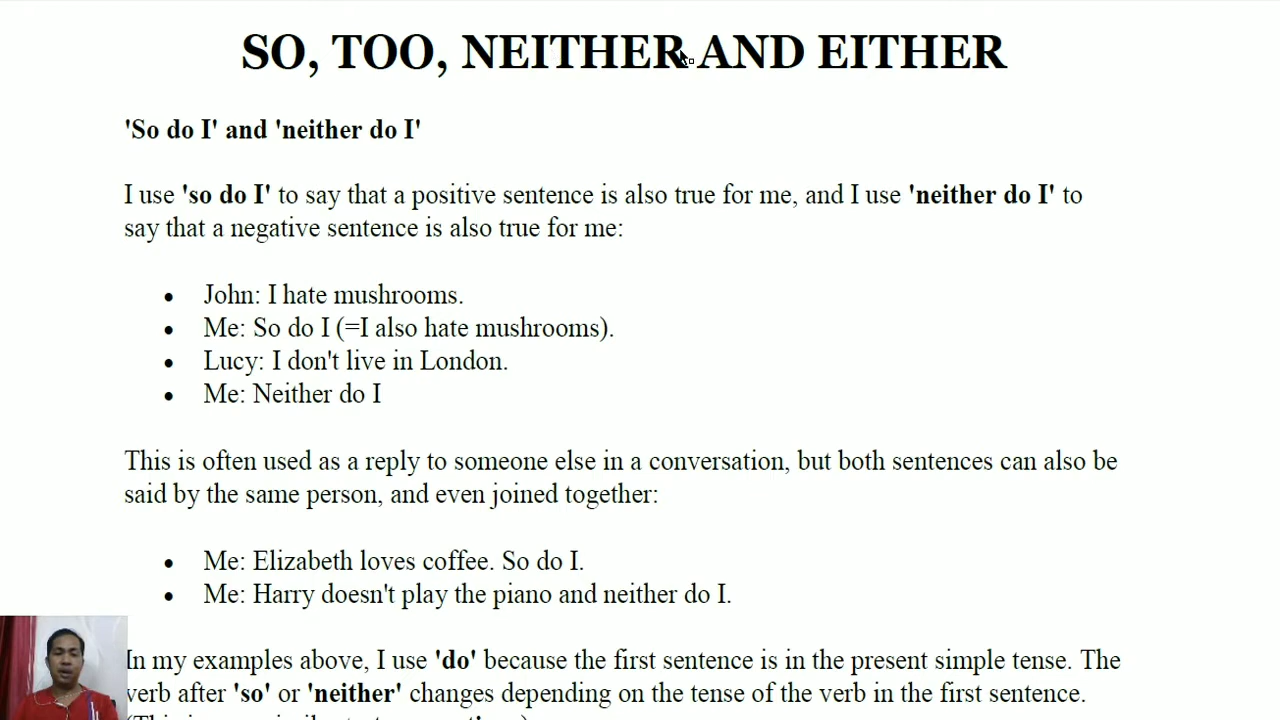 SO, TOO, NEITHER AND EITHER
'So do I' and 'neither do I'
I use 'so do I' to say that a positive sentence is also true for me, and I use 'neither do I' to
say that a negative sentence is also true for me:
• John: I hate mushrooms.
• Me: So do I (=I also hate mushrooms).
• Lucy: I don't live in London.
• Me: Neither do I
This is often used as a reply to someone else in a conversation, but both sentences can also be
said by the same person, and even joined together:
• Me: Elizabeth loves coffee. So do I.
• Me: Harry doesn't play the piano and neither do I.
In my examples above, I use 'do' because the first sentence is in the present simple tense. The
verb after 'so' or 'neither' changes depending on the tense of the verb in the first sentence.